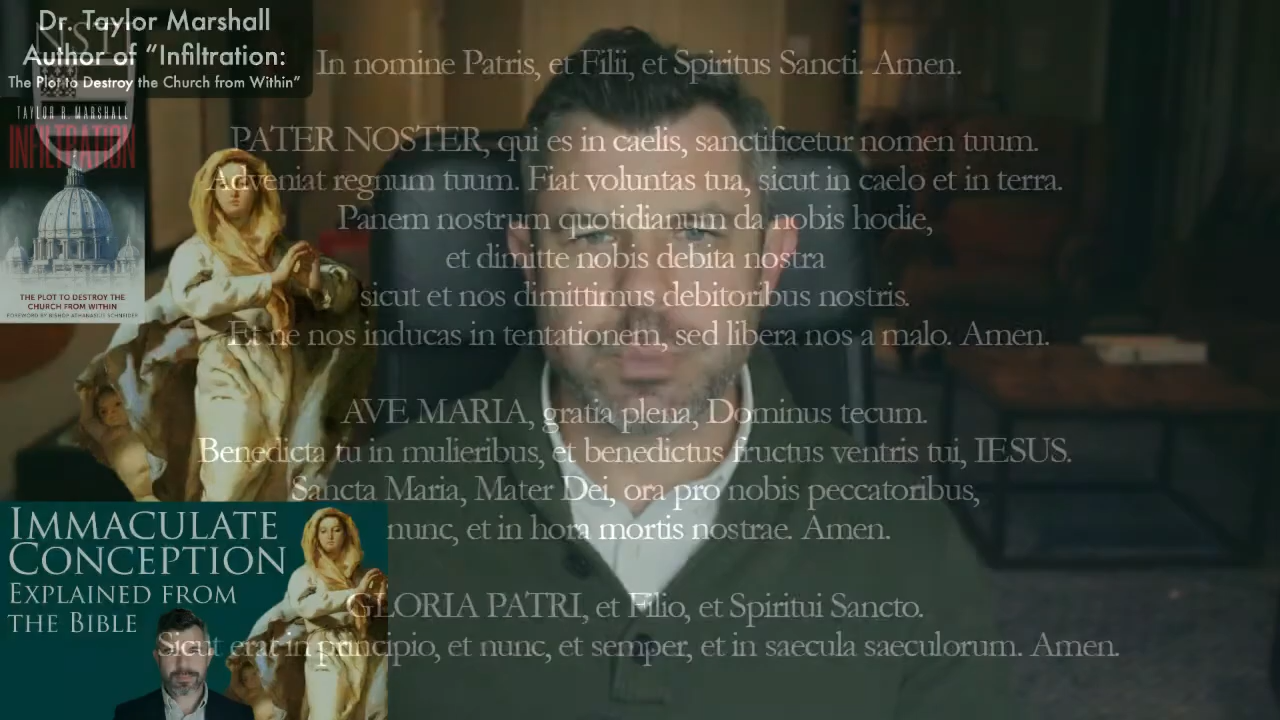 Dr. Taylor Marshall
Author of “Infiltration:
The Plot to Destroy the Church from Within”
TAYLOR R. MARSHALL
INFILTRATION
THE PLOT TO DESTROY THE
CHURCH FROM WITHIN
FOREWORD BY BISHOP ATHANASIUS SCHNEIDER
In nomine Patris, et Filii, et Spiritus Sancti. Amen.
PATER NOSTER, qui es in caelis, sanctificetur nomen tuum.
Adveniat regnum tuum. Fiat voluntas tua, sicut in caelo et in terra.
Panem nostrum quotidianum da nobis hodie,
et dimitte nobis debita nostra
sicut et nos dimittimus debitoribus nostris.
Et ne nos inducas in tentationem, sed libera nos a malo. Amen.
AVE MARIA, gratia plena, Dominus tecum.
Benedicta tu in mulieribus, et benedictus fructus ventris tui, IESUS.
Sancta Maria, Mater Dei, ora pro nobis peccatoribus,
nunc, et in hora mortis nostrae. Amen.
GLORIA PATRI, et Filio, et Spiritui Sancto.
Sicut erat in principio, et nunc, et semper, et in saecula saeculorum. Amen.
IMMACULATE
CONCEPTION
EXPLAINED FROM
THE BIBLE